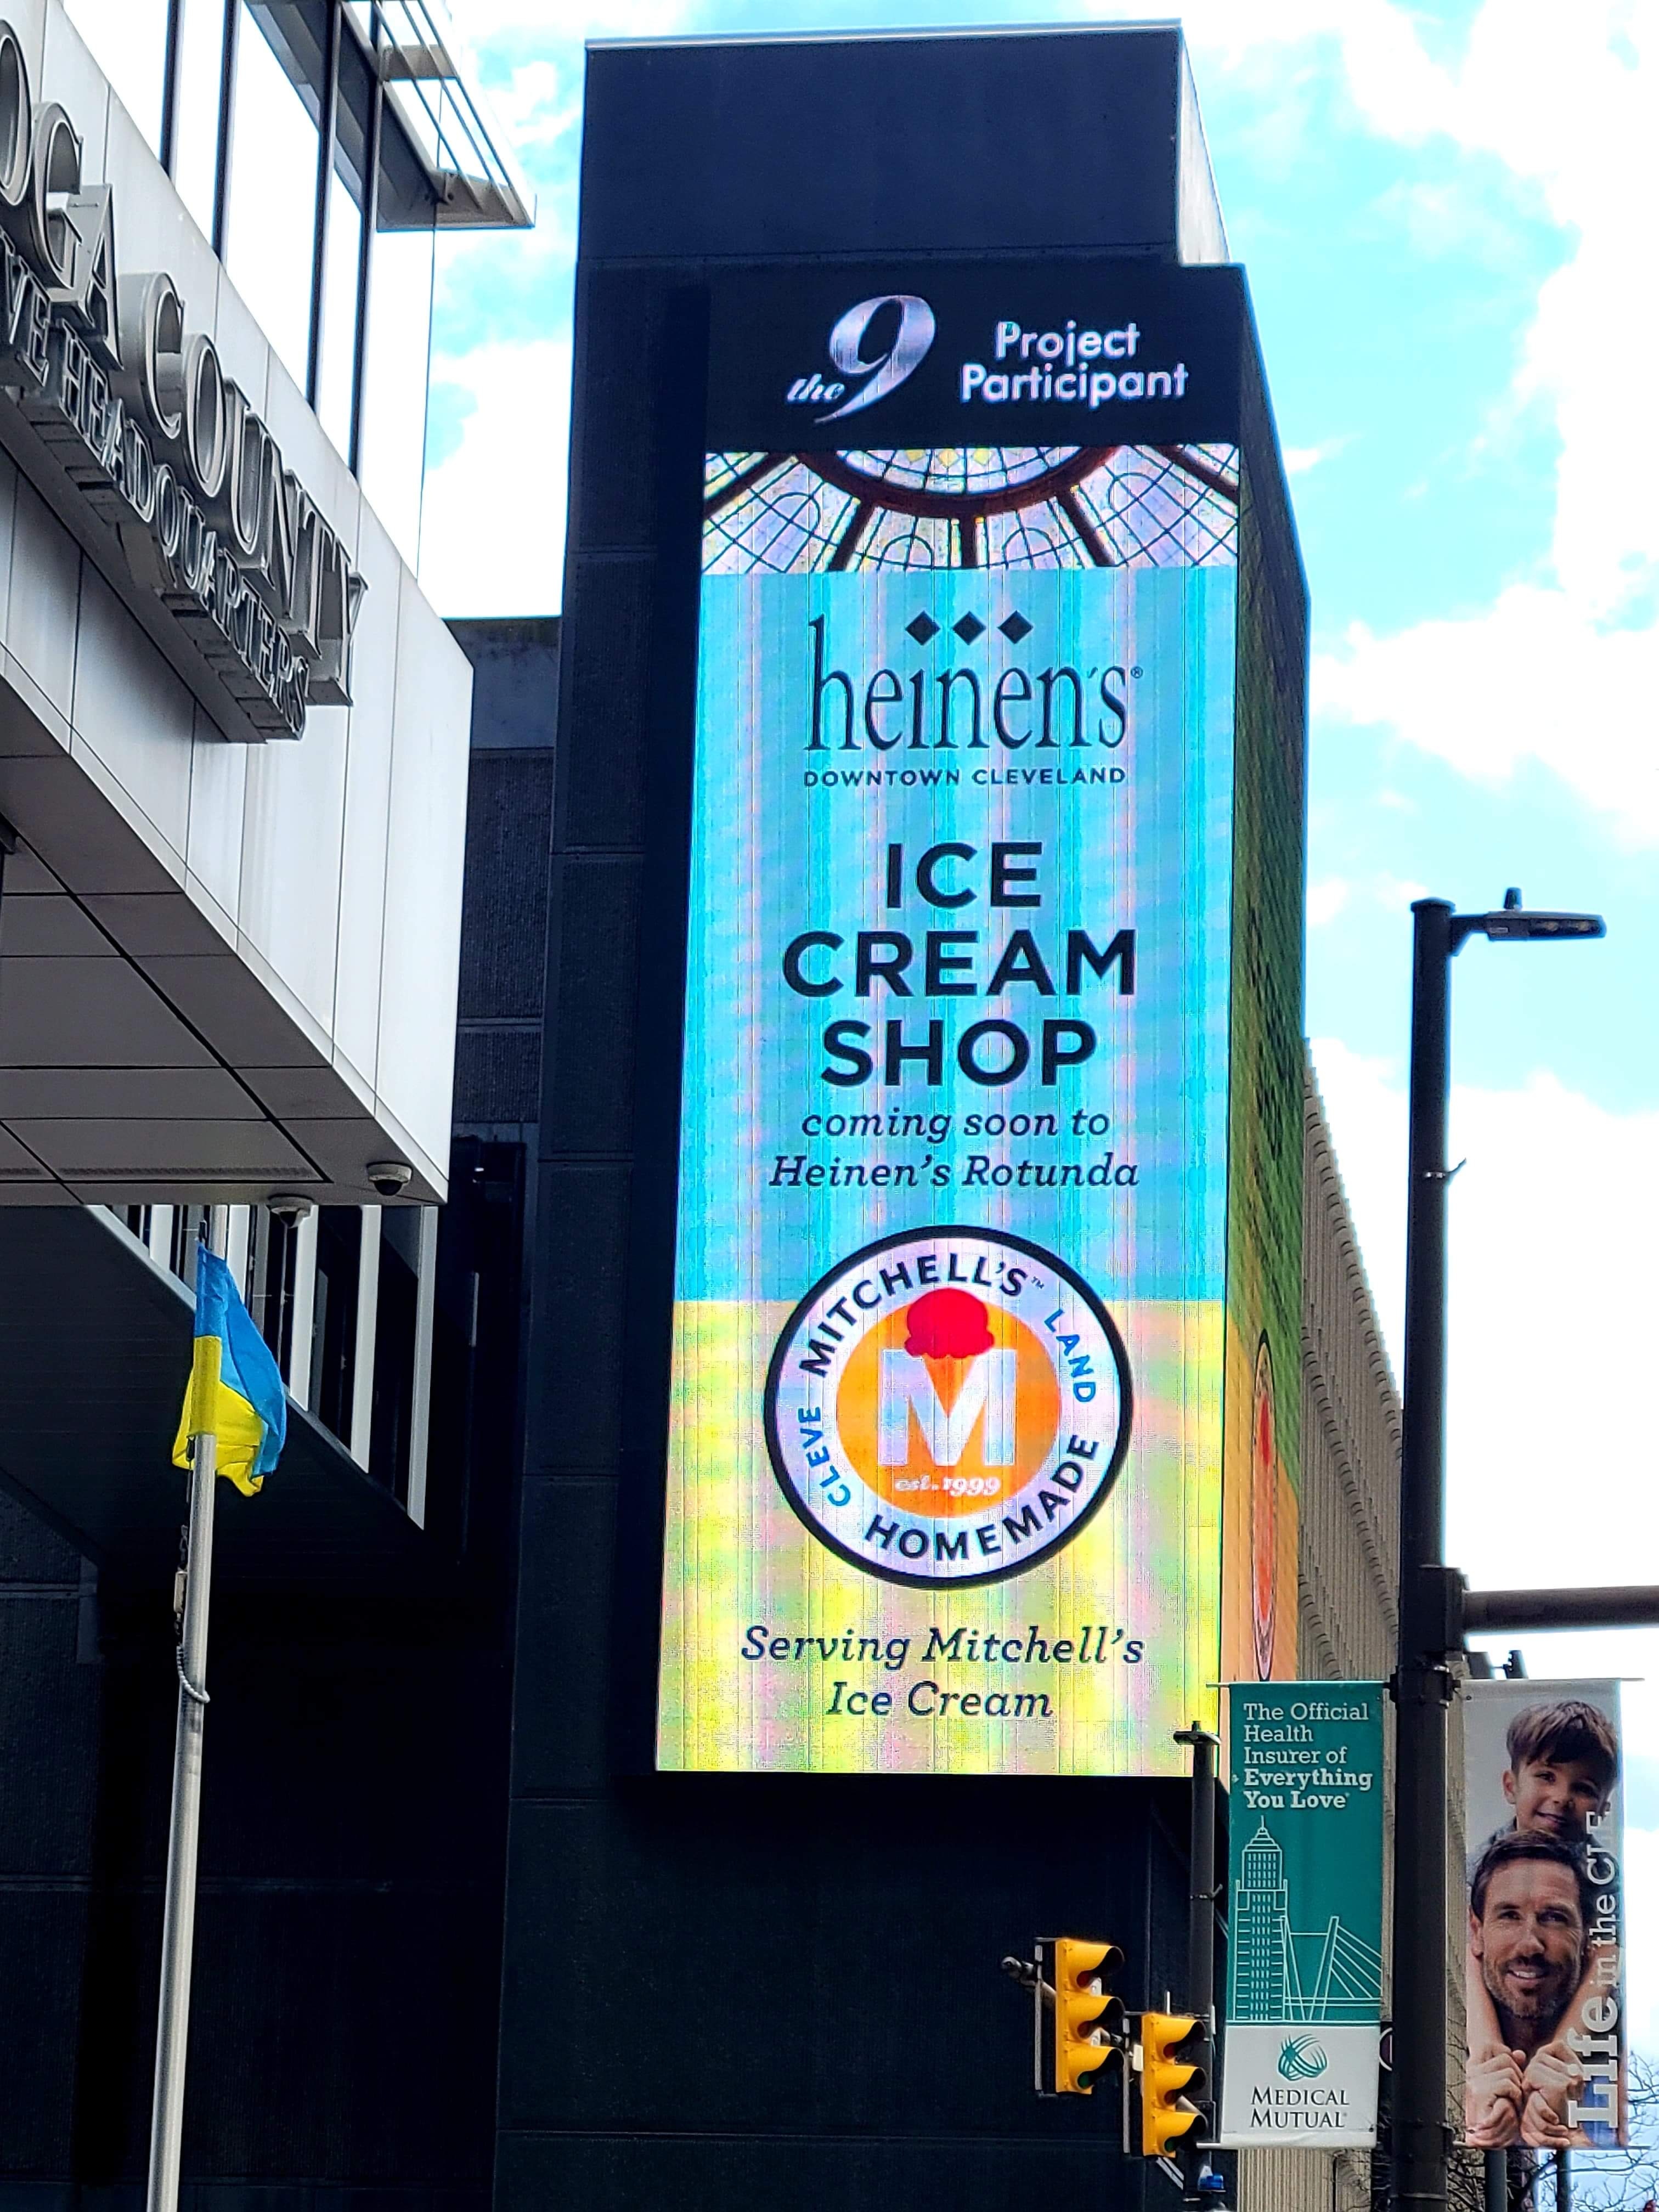 OGA COUNTY
VE HEADQUARTERS
the 9
Project
Participant
heinen's®
DOWNTOWN CLEVELAND
ICE
CREAM
SHOP
coming soon to
Heinen's Rotunda
MITCHELL'S™
CLEVE LAND
M
est. 1999
HOMEMADE
Serving Mitchell's
Ice Cream
The Official
Health
Insurer of
Everything
You Love
MEDICAL
MUTUAL
Life in the CLE